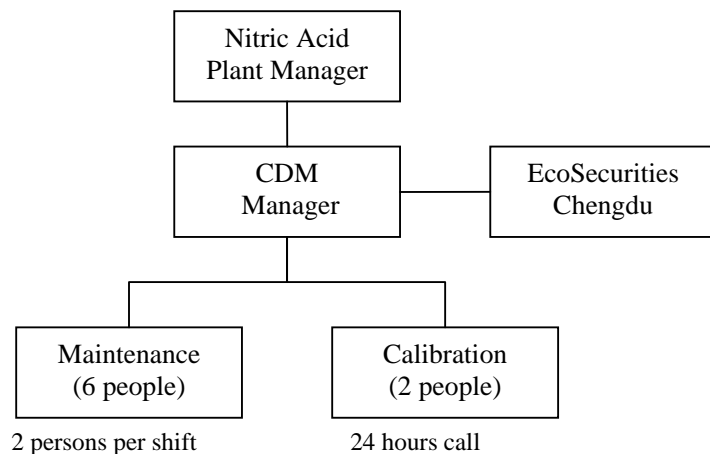 Nitric Acid
Plant Manager
CDM
Manager
EcoSecurities
Chengdu
Maintenance
(6 people)
Calibration
(2 people)
2 persons per shift
24 hours call